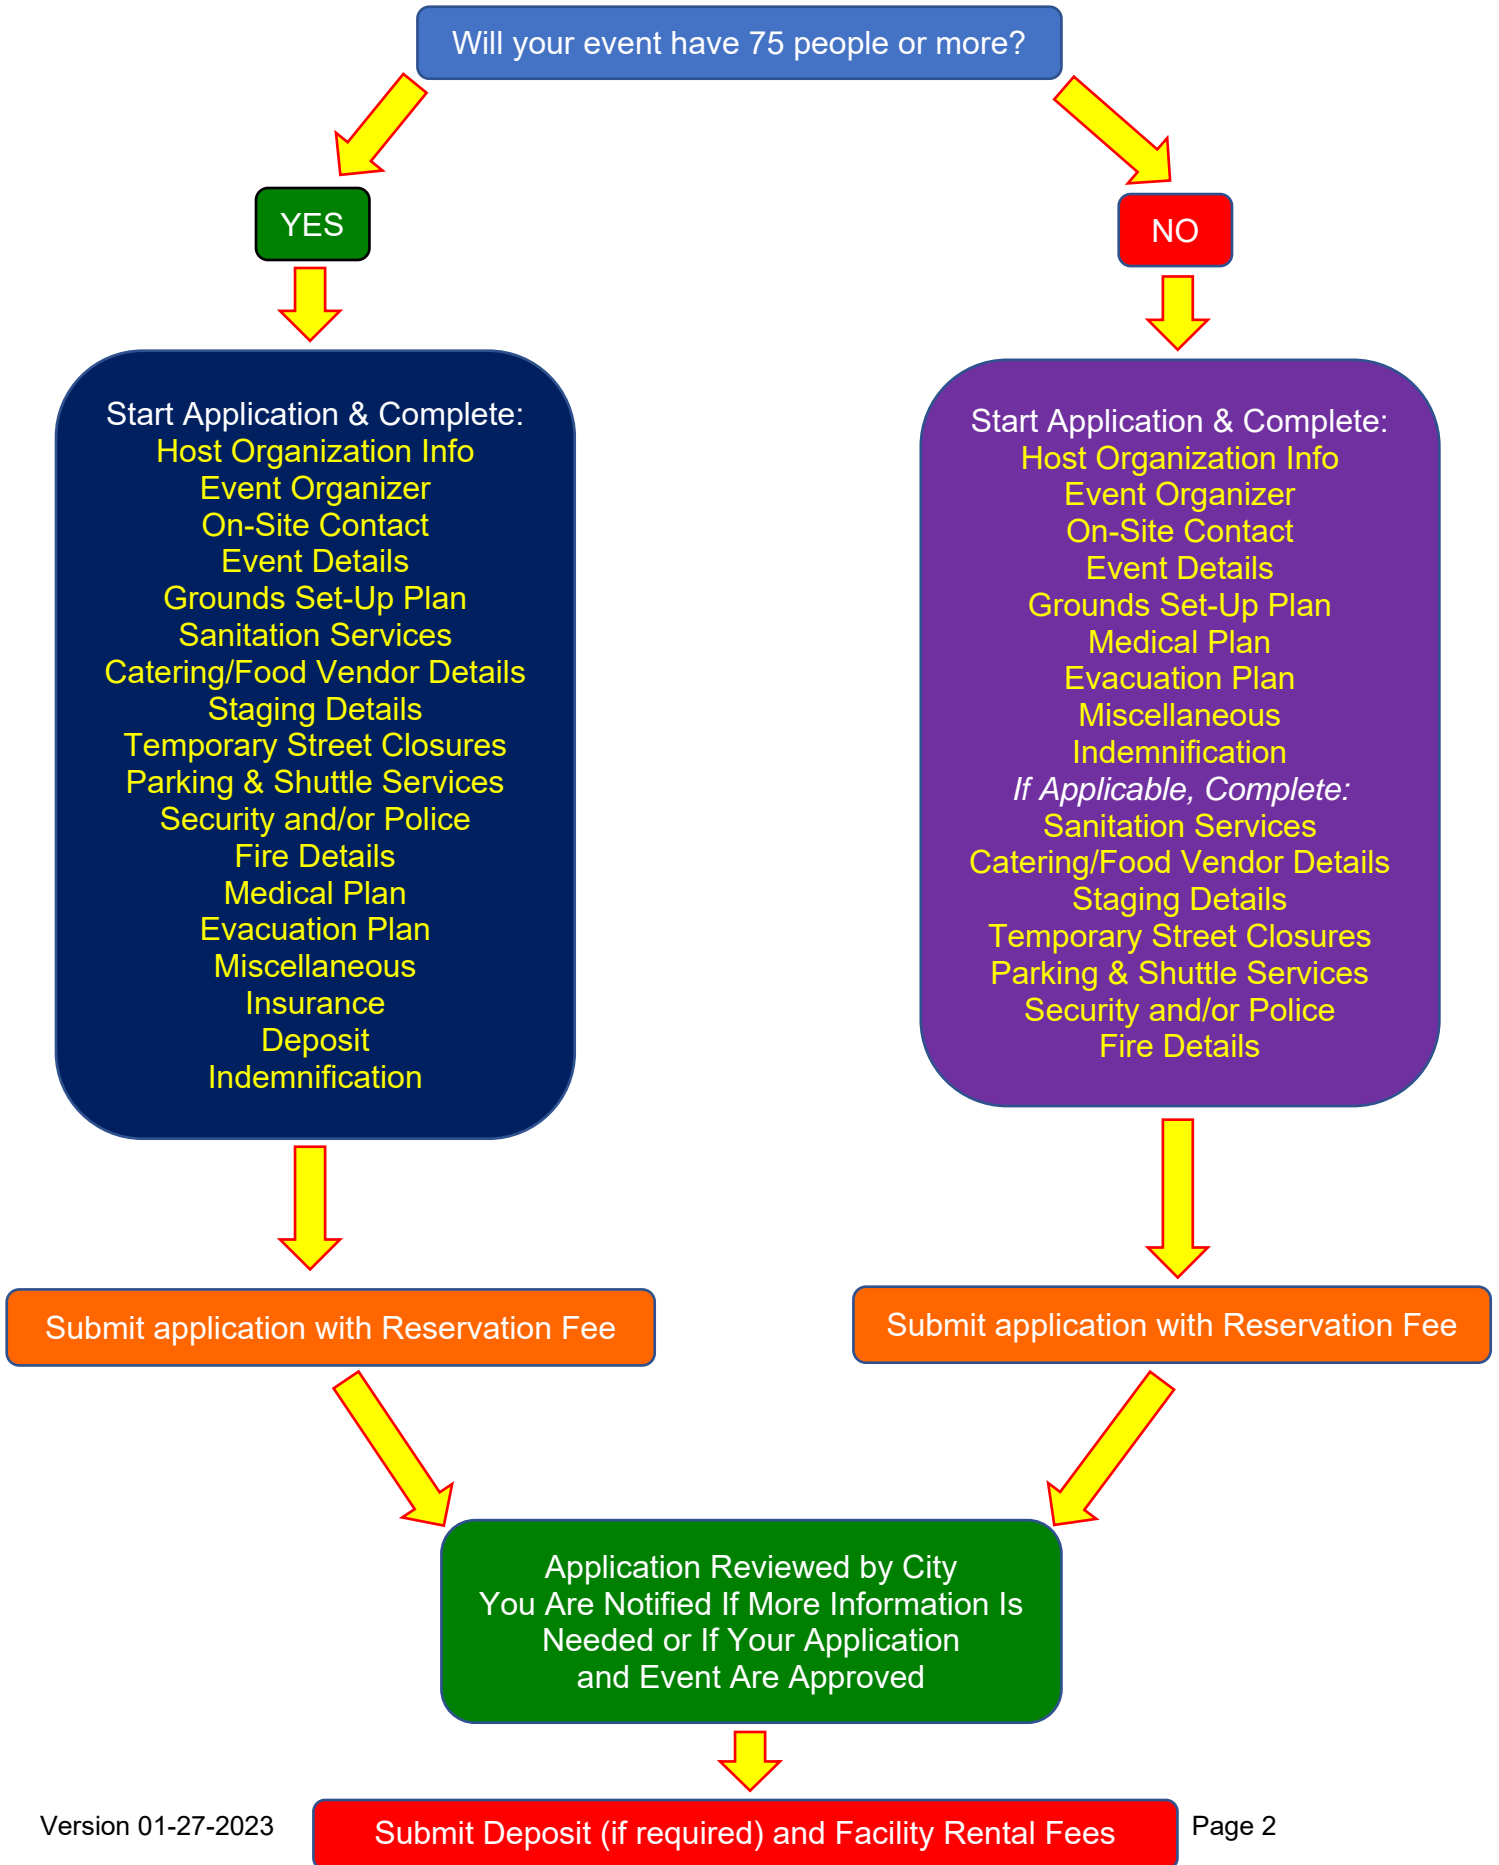 Will your event have 75 people or more?
YES
NO
Start Application & Complete:
Host Organization Info
Event Organizer
On-Site Contact
Event Details
Grounds Set-Up Plan
Sanitation Services
Catering/Food Vendor Details
Staging Details
Temporary Street Closures
Parking & Shuttle Services
Security and/or Police
Fire Details
Medical Plan
Evacuation Plan
Miscellaneous
Insurance
Deposit
Indemnification
Start Application & Complete:
Host Organization Info
Event Organizer
On-Site Contact
Event Details
Grounds Set-Up Plan
Medical Plan
Evacuation Plan
Miscellaneous
Indemnification
If Applicable, Complete:
Sanitation Services
Catering/Food Vendor Details
Staging Details
Temporary Street Closures
Parking & Shuttle Services
Security and/or Police
Fire Details
Submit application with Reservation Fee
Submit application with Reservation Fee
Application Reviewed by City
You Are Notified If More Information Is
Needed or If Your Application
and Event Are Approved
Version 01-27-2023
Submit Deposit (if required) and Facility Rental Fees
Page 2